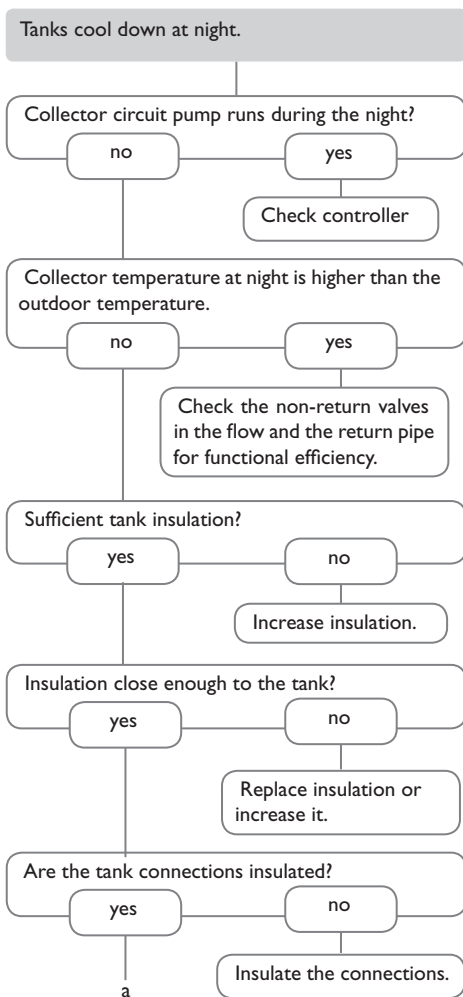 Tanks cool down at night.
Collector circuit pump runs during the night?
no
yes
Check controller
Collector temperature at night is higher than the
outdoor temperature.
no
yes
Check the non-return valves
in the flow and the return pipe
for functional efficiency.
Sufficient tank insulation?
yes
no
Increase insulation.
Insulation close enough to the tank?
yes
no
Replace insulation or
increase it.
Are the tank connections insulated?
yes
no
Insulate the connections.
a